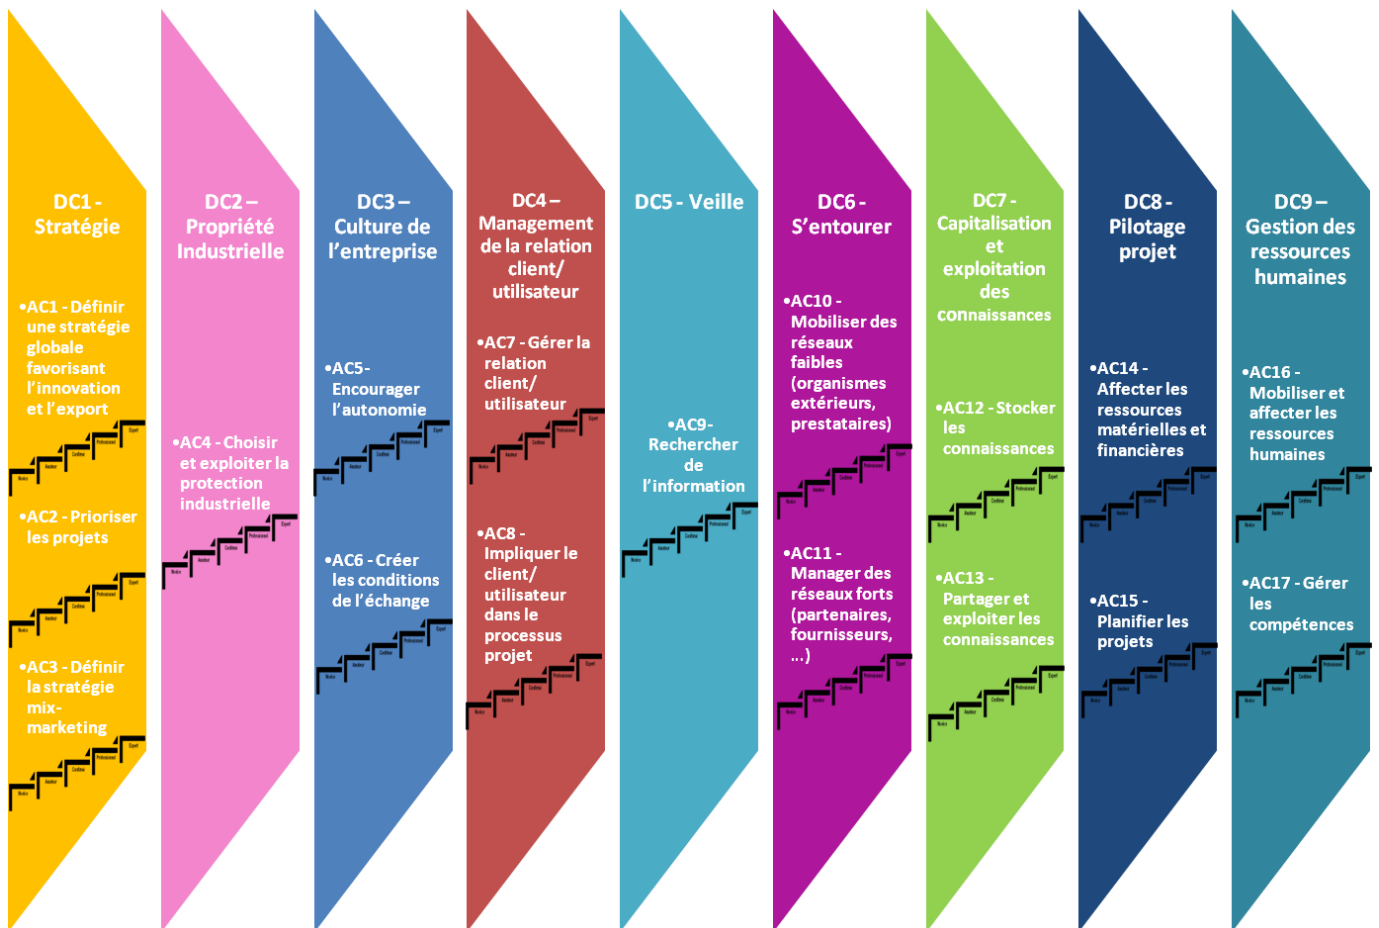 DC1 -
Stratégie
•AC1 - Définir
une stratégie
globale
favorisant
l’innovation
et l’export
•AC2 - Prioriser
les projets
•AC3 - Définir
la stratégie
mix-
marketing
DC2 –
Propriété
Industrielle
•AC4 - Choisir
et exploiter la
protection
industrielle
DC3 –
Culture de
l’entreprise
•AC5-
Encourager
l’autonomie
•AC6 - Créer
les conditions
de l’échange
DC4 –
Management
de la relation
client/
utilisateur
•AC7 - Gérer la
relation
client/
utilisateur
•AC8 -
Impliquer le
client/
utilisateur
dans le
processus
projet
DC5 - Veille
•AC9-
Rechercher
de
l’information
DC6 -
S’entourer
•AC10 -
Mobiliser des
réseaux
faibles
(organismes
extérieurs,
prestataires)
•AC11 -
Manager des
réseaux forts
(partenaires,
fournisseurs,
...)
DC7 -
Capitalisation
et
exploitation
des
connaissances
•AC12 - Stocker
les
connaissances
•AC13 -
Partager et
exploiter les
connaissances
DC8 -
Pilotage
projet
•AC14 -
Affecter les
ressources
matérielles et
financières
•AC15 -
Planifier les
projets
DC9 –
Gestion des
ressources
humaines
•AC16 -
Mobiliser et
affecter les
ressources
humaines
•AC17 - Gérer
les
compétences